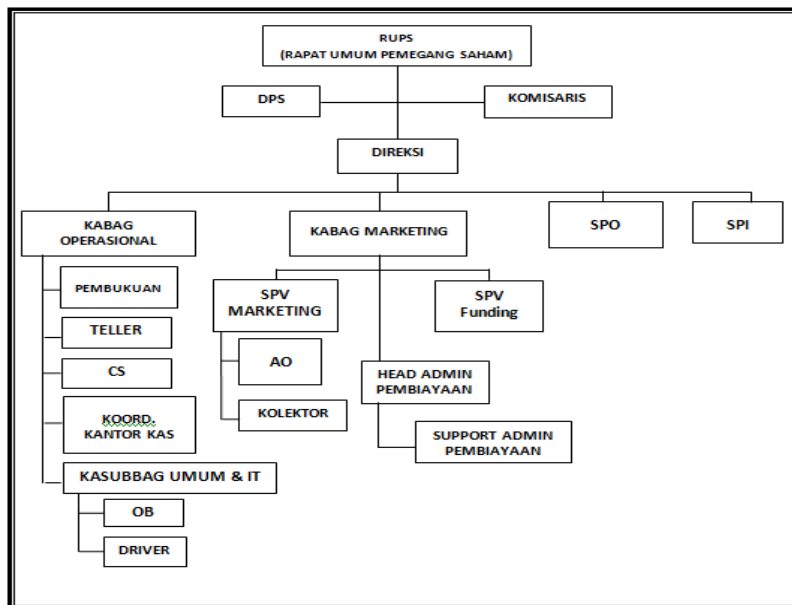 RUPS
(RAPAT UMUM PEMEGANG SAHAM)
DPS
KOMISARIS
DIREKSI
KABAG
OPERASIONAL
KABAG MARKETING
SPO
SPI
PEMBUKUAN
TELLER
CS
KOORD.
KANTOR KAS
KASUBBAG UMUM & IT
OB
DRIVER
SPV
MARKETING
AO
KOLEKTOR
SPV
Funding
HEAD ADMIN
PEMBIAYAAN
SUPPORT ADMIN
PEMBIAYAAN